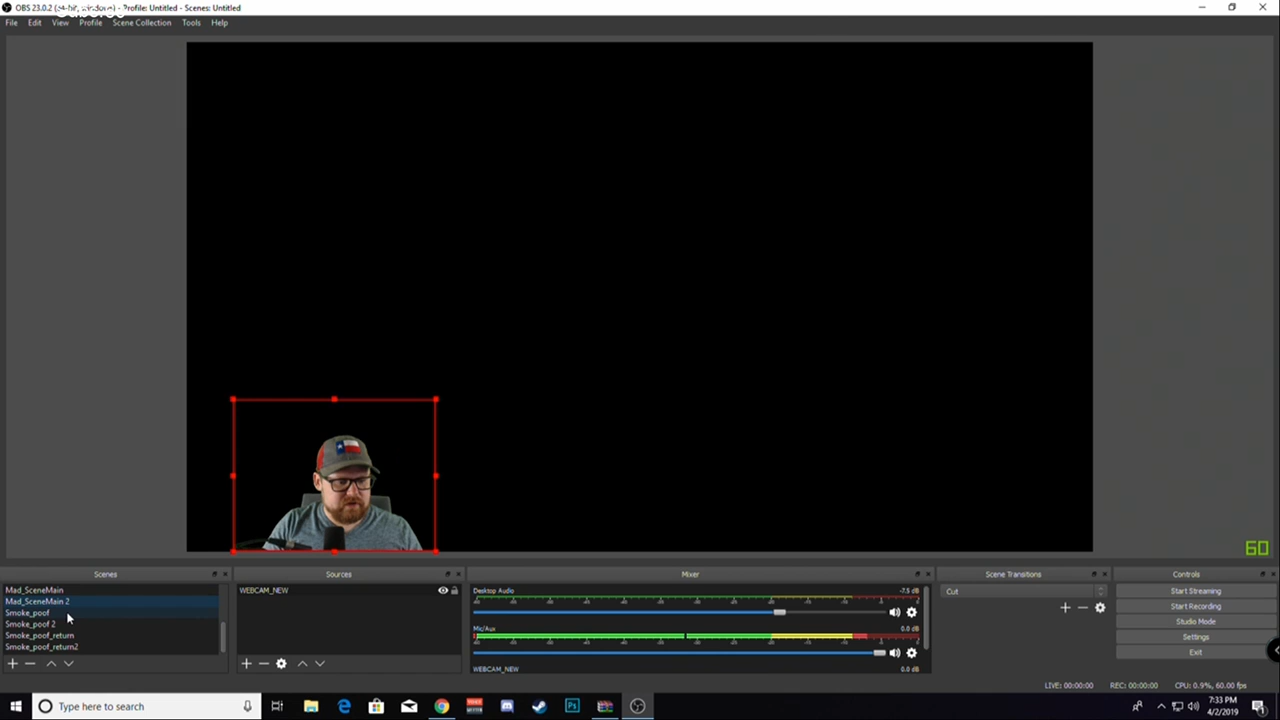 OBS 23.0.2 (64-bit, windows) - Profile: Untitled - Scenes: Untitled
File Edit View Profile Scene Collection Tools Help
60
Scenes
Sources
Mixer
Scene Transitions
Controls
Mad_SceneMain
Mad_SceneMain 2
Smoke_poof
Smoke_poof 2
Smoke_poof_return
Smoke_poof_return2
WEBCAM_NEW
Desktop Audio -7.5 dB
Mic/Aux 0.0 dB
WEBCAM_NEW 0.0 dB
Cut
Start Streaming
Start Recording
Studio Mode
Settings
Exit
LIVE: 00:00:00 REC: 00:00:00 CPU: 0.9%, 60.00 fps
Type here to search
Ps
7:33 PM
4/2/2019
1